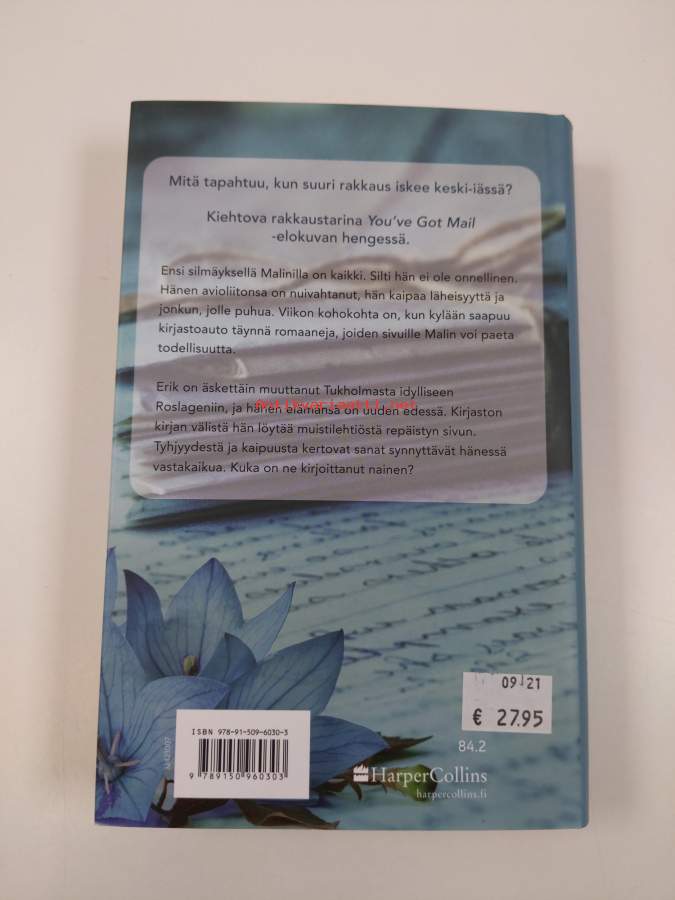 Mitä tapahtuu, kun suuri rakkaus iskee keski-iässä?
Kiehtova rakkaustarina You've Got Mail
-elokuvan hengessä.
Ensi silmäyksellä Malinilla on kaikki. Silti hän ei ole onnellinen.
Hänen avioliitonsa on nuivahtanut, hän kaipaa läheisyyttä ja
jonkun, jolle puhua. Viikon kohokohta on, kun kylään saapuu
kirjastoauto täynnä romaaneja, joiden sivuille Malin voi paeta
todellisuutta.
Erik on äskettäin muuttanut Tukholmasta idylliseen
Antikvariaatti.net
Roslageniin, ja hänen elämänsä on uuden edessä. Kirjaston
kirjan välistä hän löytää muistilehtiöstä repäistyn sivun.
Tyhjyydestä ja kaipuusta kertovat sanat synnyttävät hänessä
vastakaikua. Kuka on ne kirjoittanut nainen?
09 21
€ 27.95
ISBN 978-91-509-6030-3
9 789150 960303
84.2
HarperCollins
harpercollins.fi